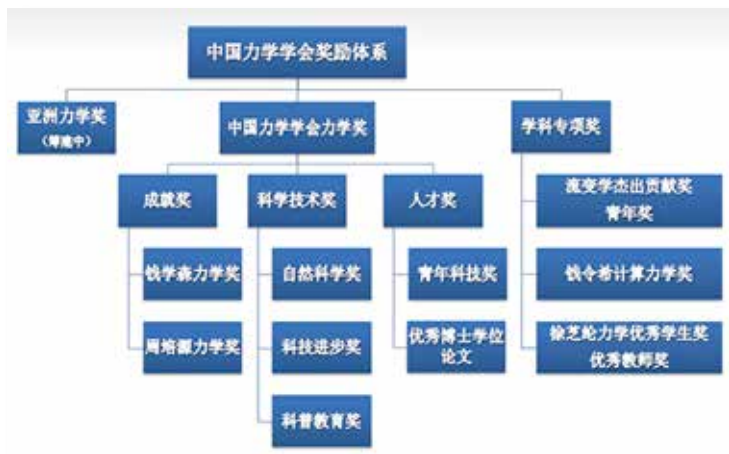 中国力学学会奖励体系
亚洲力学奖
（筹建中）
中国力学学会力学奖
学科专项奖
成就奖
科学技术奖
人才奖
流变学杰出贡献奖
青年奖
钱学森力学奖
自然科学奖
青年科技奖
钱令希计算力学奖
周培源力学奖
科技进步奖
优秀博士学位
论文
徐芝纶力学优秀学生奖
优秀教师奖
科普教育奖